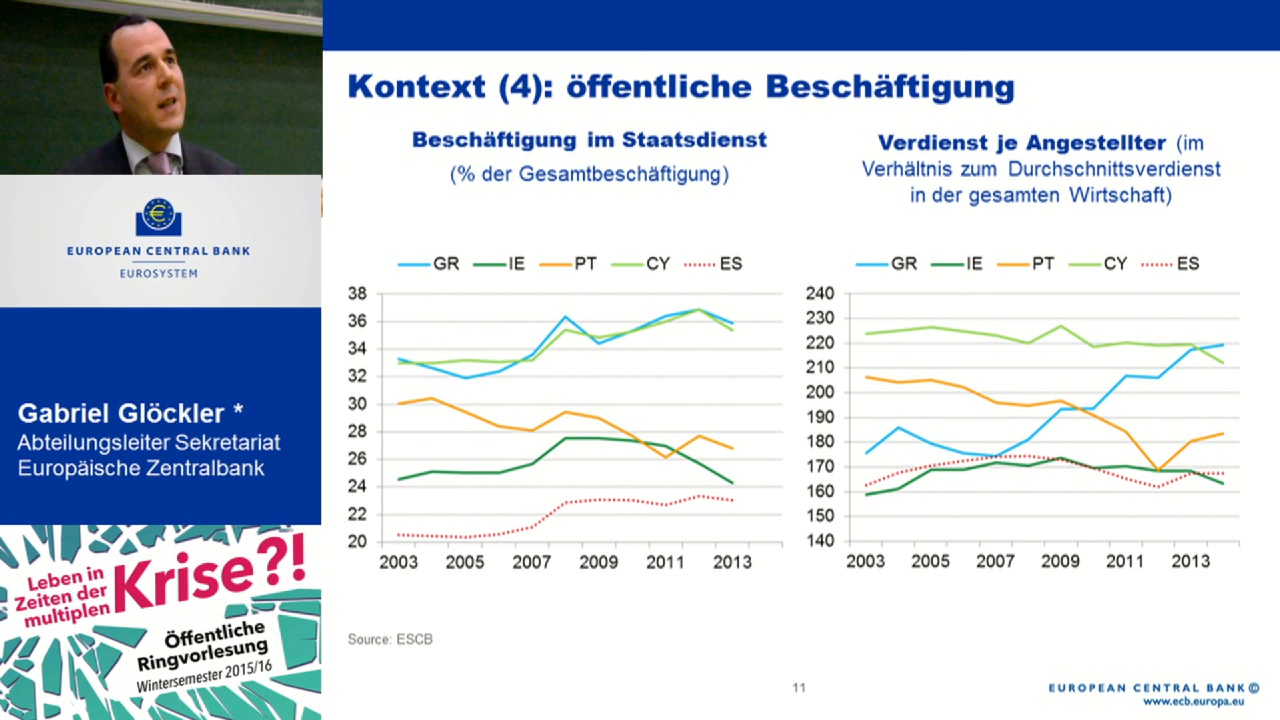 Kontext (4): öffentliche Beschäftigung
Beschäftigung im Staatsdienst
(% der Gesamtbeschäftigung)
GR IE PT CY ES
38
36
34
32
30
28
26
24
22
20
2003 2005 2007 2009 2011 2013
Verdienst je Angestellter (im
Verhältnis zum Durchschnittsverdienst
in der gesamten Wirtschaft)
GR IE PT CY ES
240
230
220
210
200
190
180
170
160
150
140
2003 2005 2007 2009 2011 2013
Source: ESCB
11
EUROPEAN CENTRAL BANK ©
www.ecb.europa.eu
EUROPEAN CENTRAL BANK
EUROSYSTEM
Gabriel Glöckler *
Abteilungsleiter Sekretariat
Europäische Zentralbank
Leben in
Zeiten der
multiplen
Krise?!
Öffentliche
Ringvorlesung
Wintersemester 2015/16